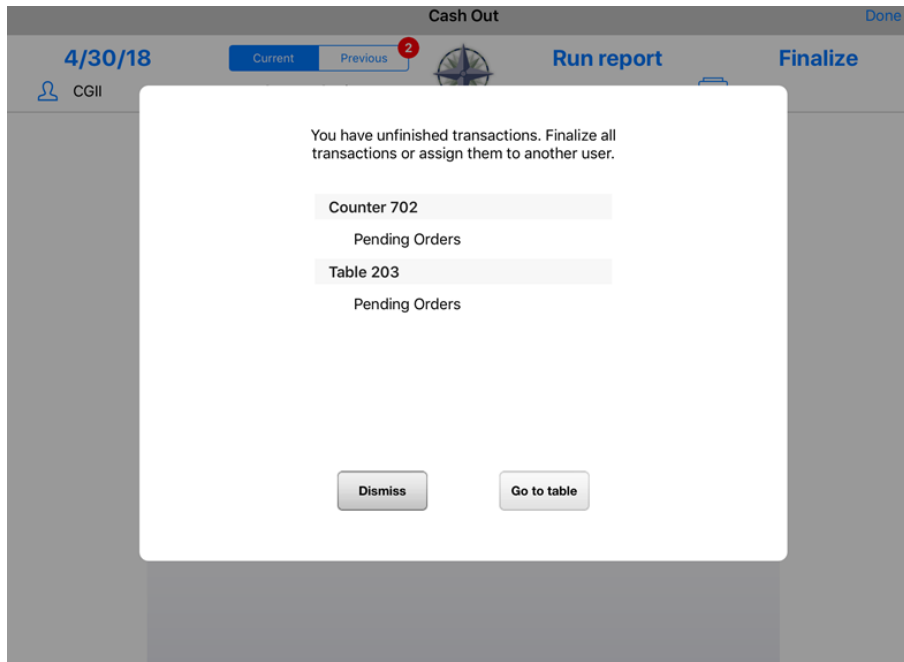 Cash Out
Done
4/30/18
Current
Previous
2
Run report
Finalize
CGII
You have unfinished transactions. Finalize all
transactions or assign them to another user.
Counter 702
Pending Orders
Table 203
Pending Orders
Dismiss
Go to table